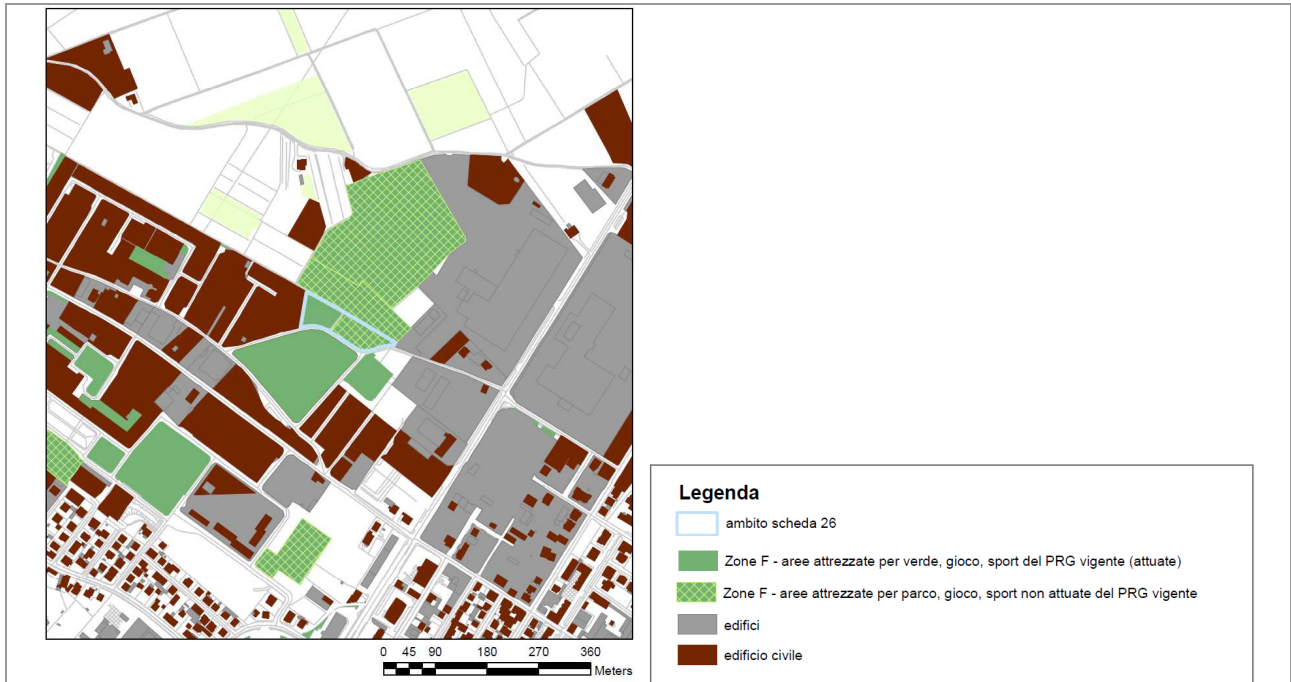 Legenda
ambito scheda 26
Zone F - aree attrezzate per verde, gioco, sport del PRG vigente (attuate)
Zone F - aree attrezzate per parco, gioco, sport non attuate del PRG vigente
edifici
edificio civile
0 45 90 180 270 360
Meters